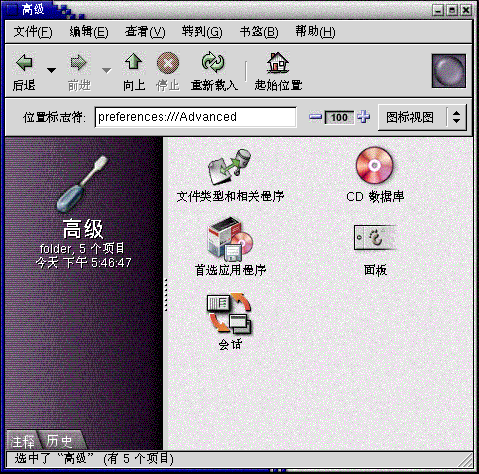 高级
文件(F) 编辑(E) 查看(V) 转到(G) 书签(B) 帮助(H)
后退 前进 向上 停止 重新载入 起始位置
位置标志符: preferences:///Advanced 100 图标视图
高级
folder, 5 个项目
今天 下午 5:46:47
文件类型和相关程序 CD 数据库
首选应用程序 面板
会话
注释 历史
选中了 “高级” (有 5 个项目)